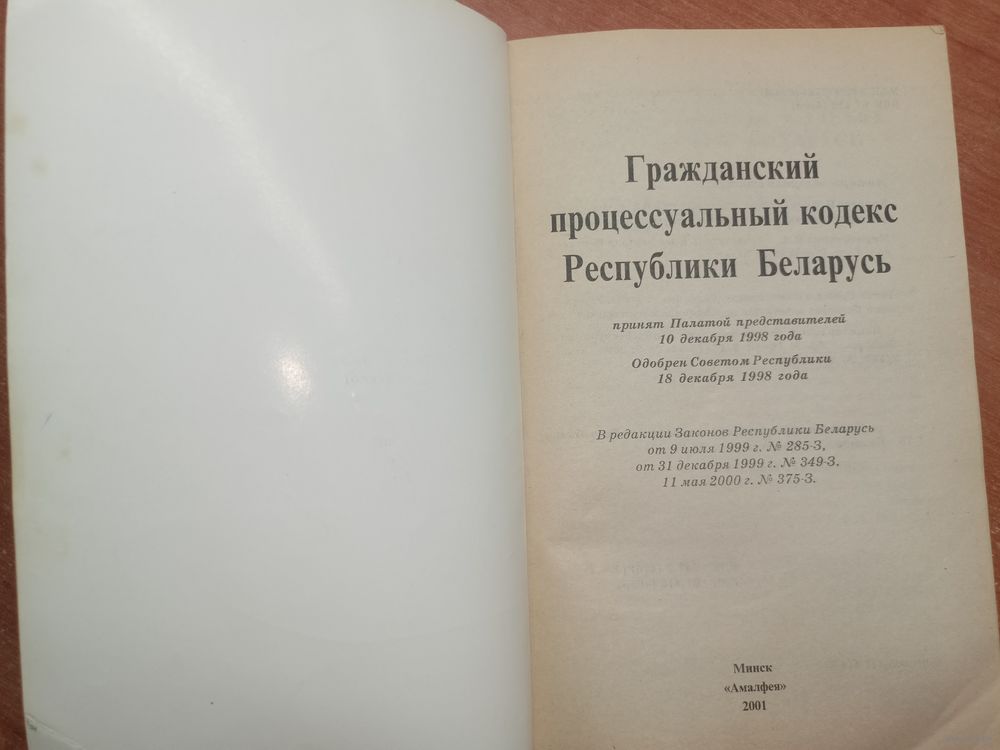 Гражданский
процессуальный кодекс
Республики Беларусь
принят Палатой представителей
10 декабря 1998 года
Одобрен Советом Республики
18 декабря 1998 года
В редакции Законов Республики Беларусь
от 9 июля 1999 г. № 285-З,
от 31 декабря 1999 г. № 349-З,
11 мая 2000 г. № 375-З.
Минск
«Амалфея»
2001